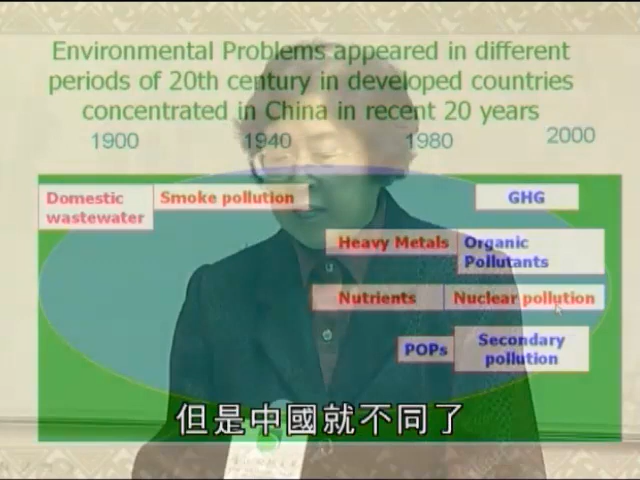 Environmental Problems appeared in different
periods of 20th century in developed countries
concentrated in China in recent 20 years
1900 1940 1980 2000
Domestic
wastewater
Smoke pollution
GHG
Heavy Metals
Organic
Pollutants
Nutrients
Nuclear pollution
POPs
Secondary
pollution
但是中國就不同了